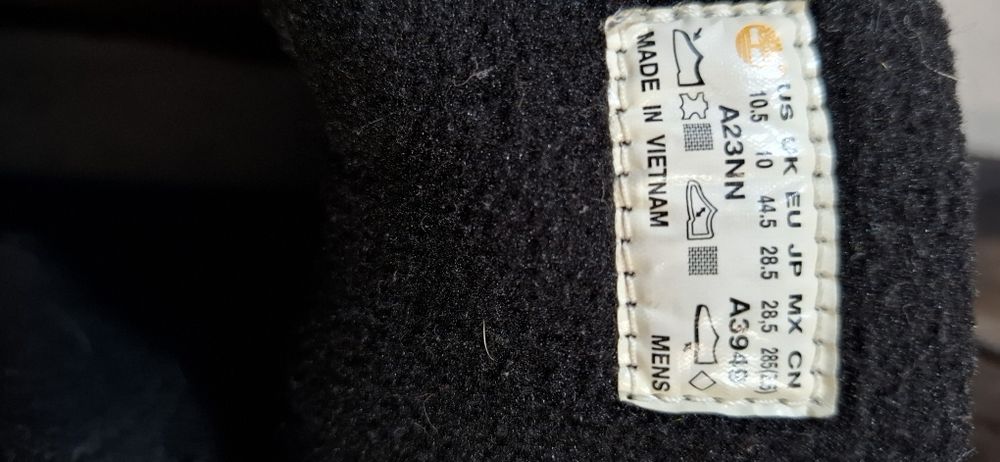 US UK EU JP MX CN
10.5 10 44.5 28.5 28,5
A23NN
MADE IN VIETNAM MENS